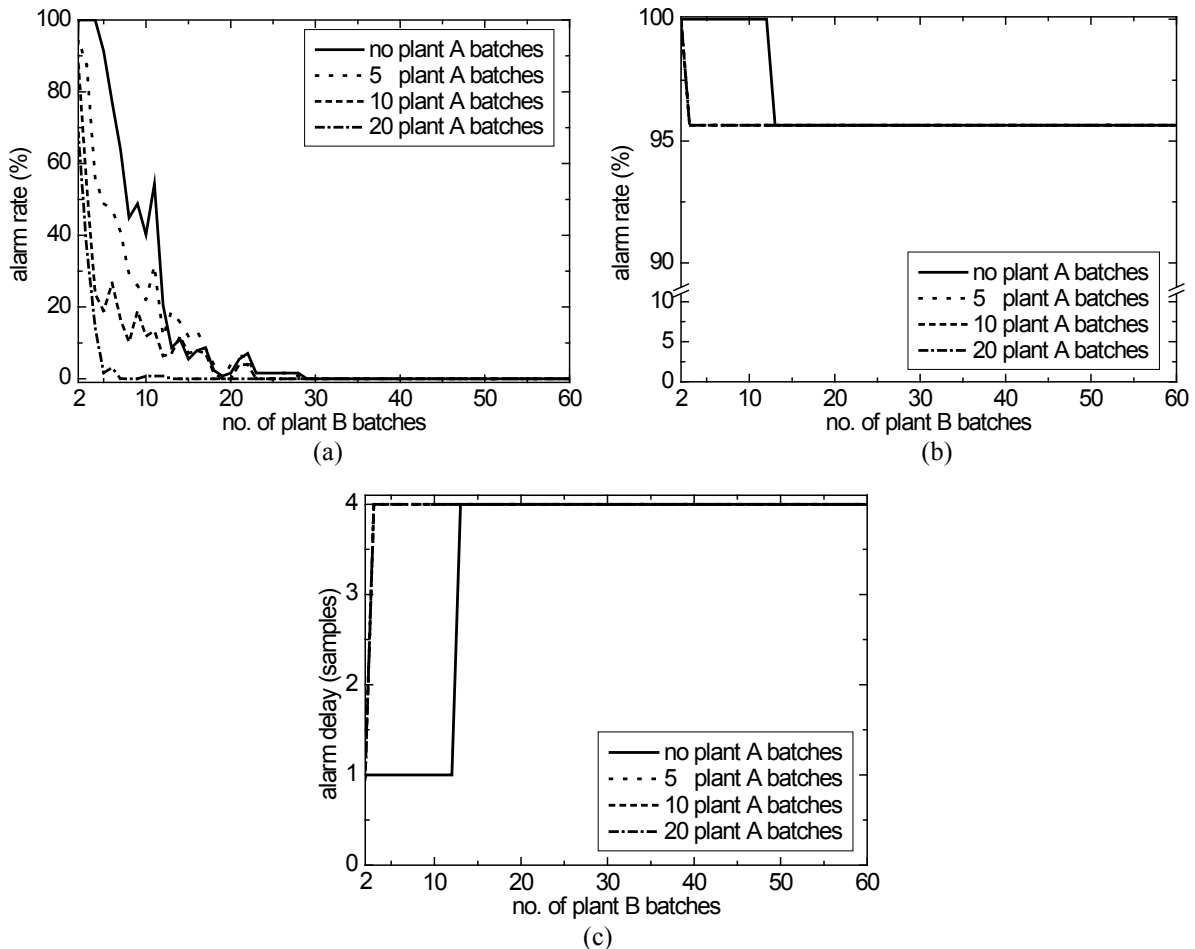 alarm rate (%)
100
80
60
40
20
0
no plant A batches
5 plant A batches
10 plant A batches
20 plant A batches
2 10 20 30 40 50 60
no. of plant B batches
(a)
alarm rate (%)
100
95
90
10
5
0
no plant A batches
5 plant A batches
10 plant A batches
20 plant A batches
2 10 20 30 40 50 60
no. of plant B batches
(b)
alarm delay (samples)
4
3
2
1
0
no plant A batches
5 plant A batches
10 plant A batches
20 plant A batches
2 10 20 30 40 50 60
no. of plant B batches
(c)